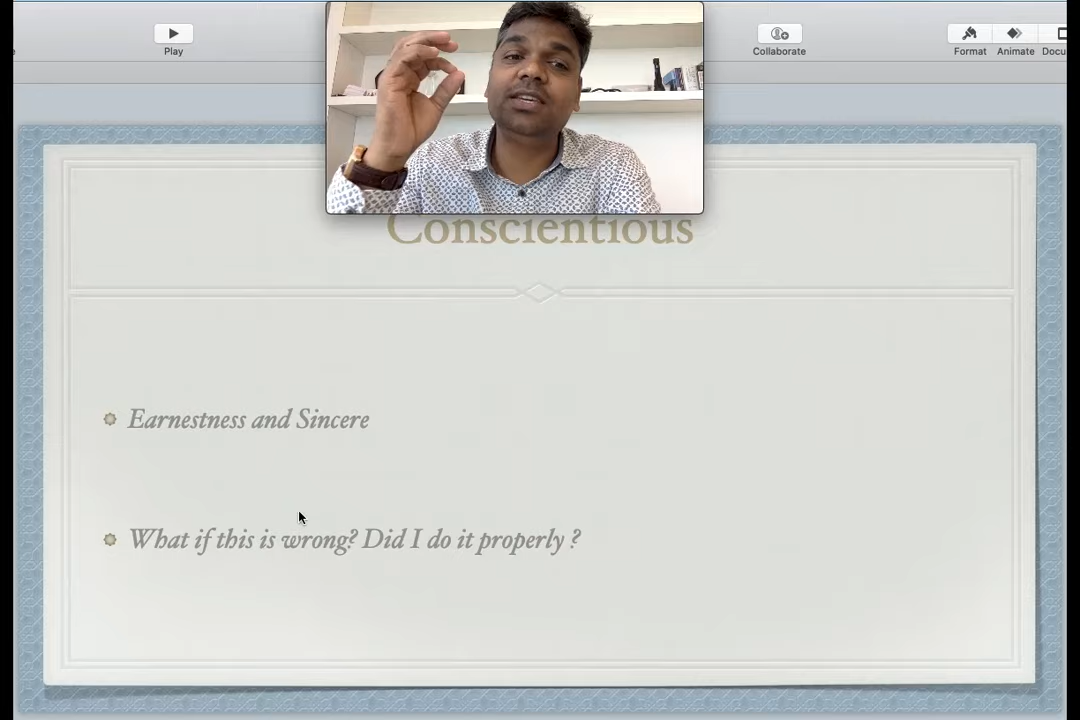 Play
Collaborate
Format
Animate
Conscientious
Earnestness and Sincere
What if this is wrong? Did I do it properly ?